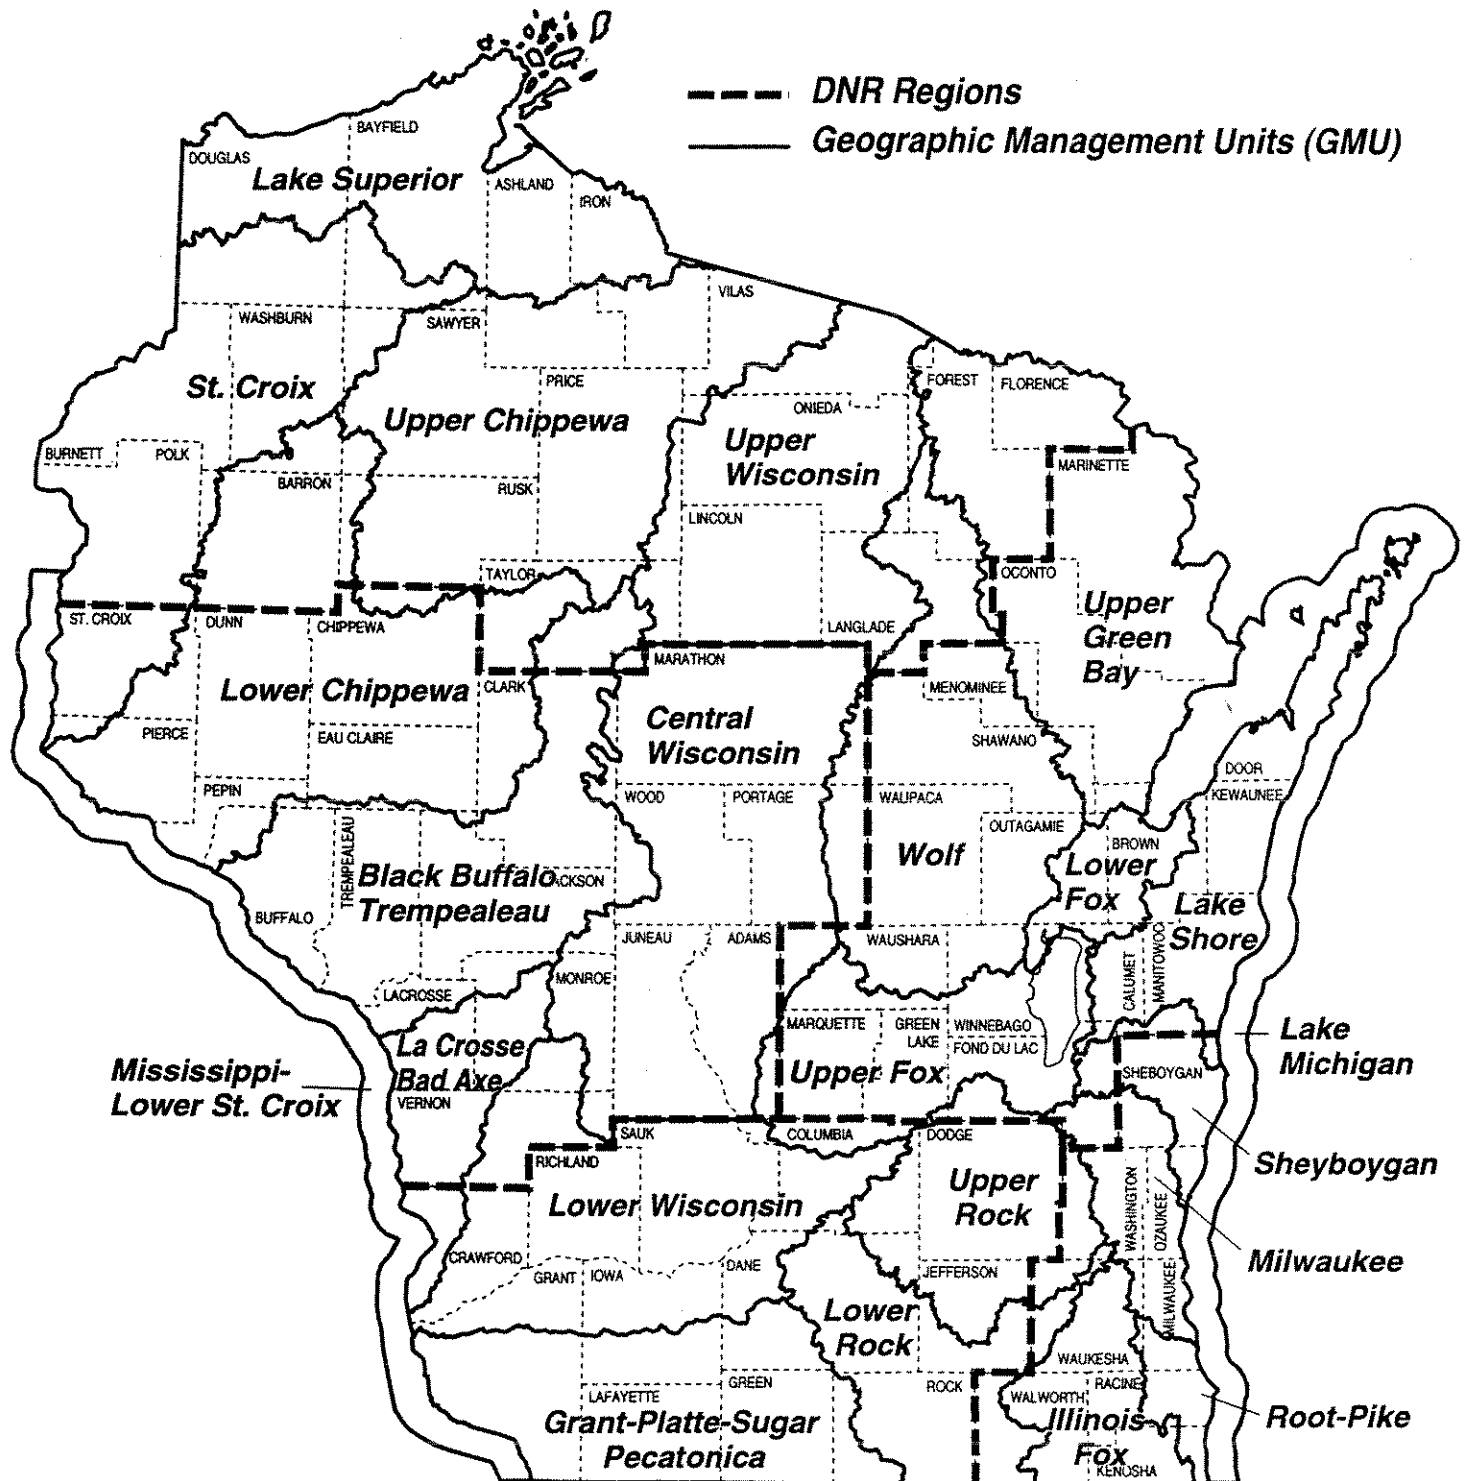 DNR Regions
Geographic Management Units (GMU)
BAYFIELD
DOUGLAS
Lake Superior
ASHLAND
IRON
VILAS
WASHBURN
SAWYER
St. Croix
PRICE
FOREST
FLORENCE
Upper Chippewa
ONIEDA
Upper
Wisconsin
BURNETT
POLK
MARINETTE
BARRON
RUSK
LINCOLN
TAYLOR
OCONTO
ST. CROIX
DUNN
CHIPPEWA
LANGLADE
Upper
Green
Bay
MARATHON
Lower Chippewa
CLARK
MENOMINEE
Central
Wisconsin
PIERCE
EAU CLAIRE
SHAWANO
DOOR
PEPIN
WOOD
PORTAGE
WAUPACA
KEWAUNEE
OUTAGAMIE
TREMPEALEAU
BROWN
Wolf
Lower
Fox
Black Buffalo
Trempealeau
ACKSON
BUFFALO
Lake
Shore
JUNEAU
ADAMS
WAUSHARA
MANITOWOC
CALUMET
MONROE
LACROSSE
MARQUETTE
GREEN
LAKE
WINNEBAGO
FOND DU LAC
La Crosse
Bad Axe
Lake
Michigan
Mississippi-
Lower St. Croix
Upper Fox
SHEBOYGAN
VERNON
SAUK
COLUMBIA
DODGE
RICHLAND
Sheyboygan
Upper
Rock
Lower Wisconsin
WASHINGTON
OZAUKEE
CRAWFORD
GRANT
IOWA
DANE
JEFFERSON
Milwaukee
MILWAUKEE
Lower
Rock
WAUKESHA
LAFAYETTE
GREEN
ROCK
WALWORTH
RACINE
Grant-Platte-Sugar
Pecatonica
Illinois
Fox
Root-Pike
KENOSHA